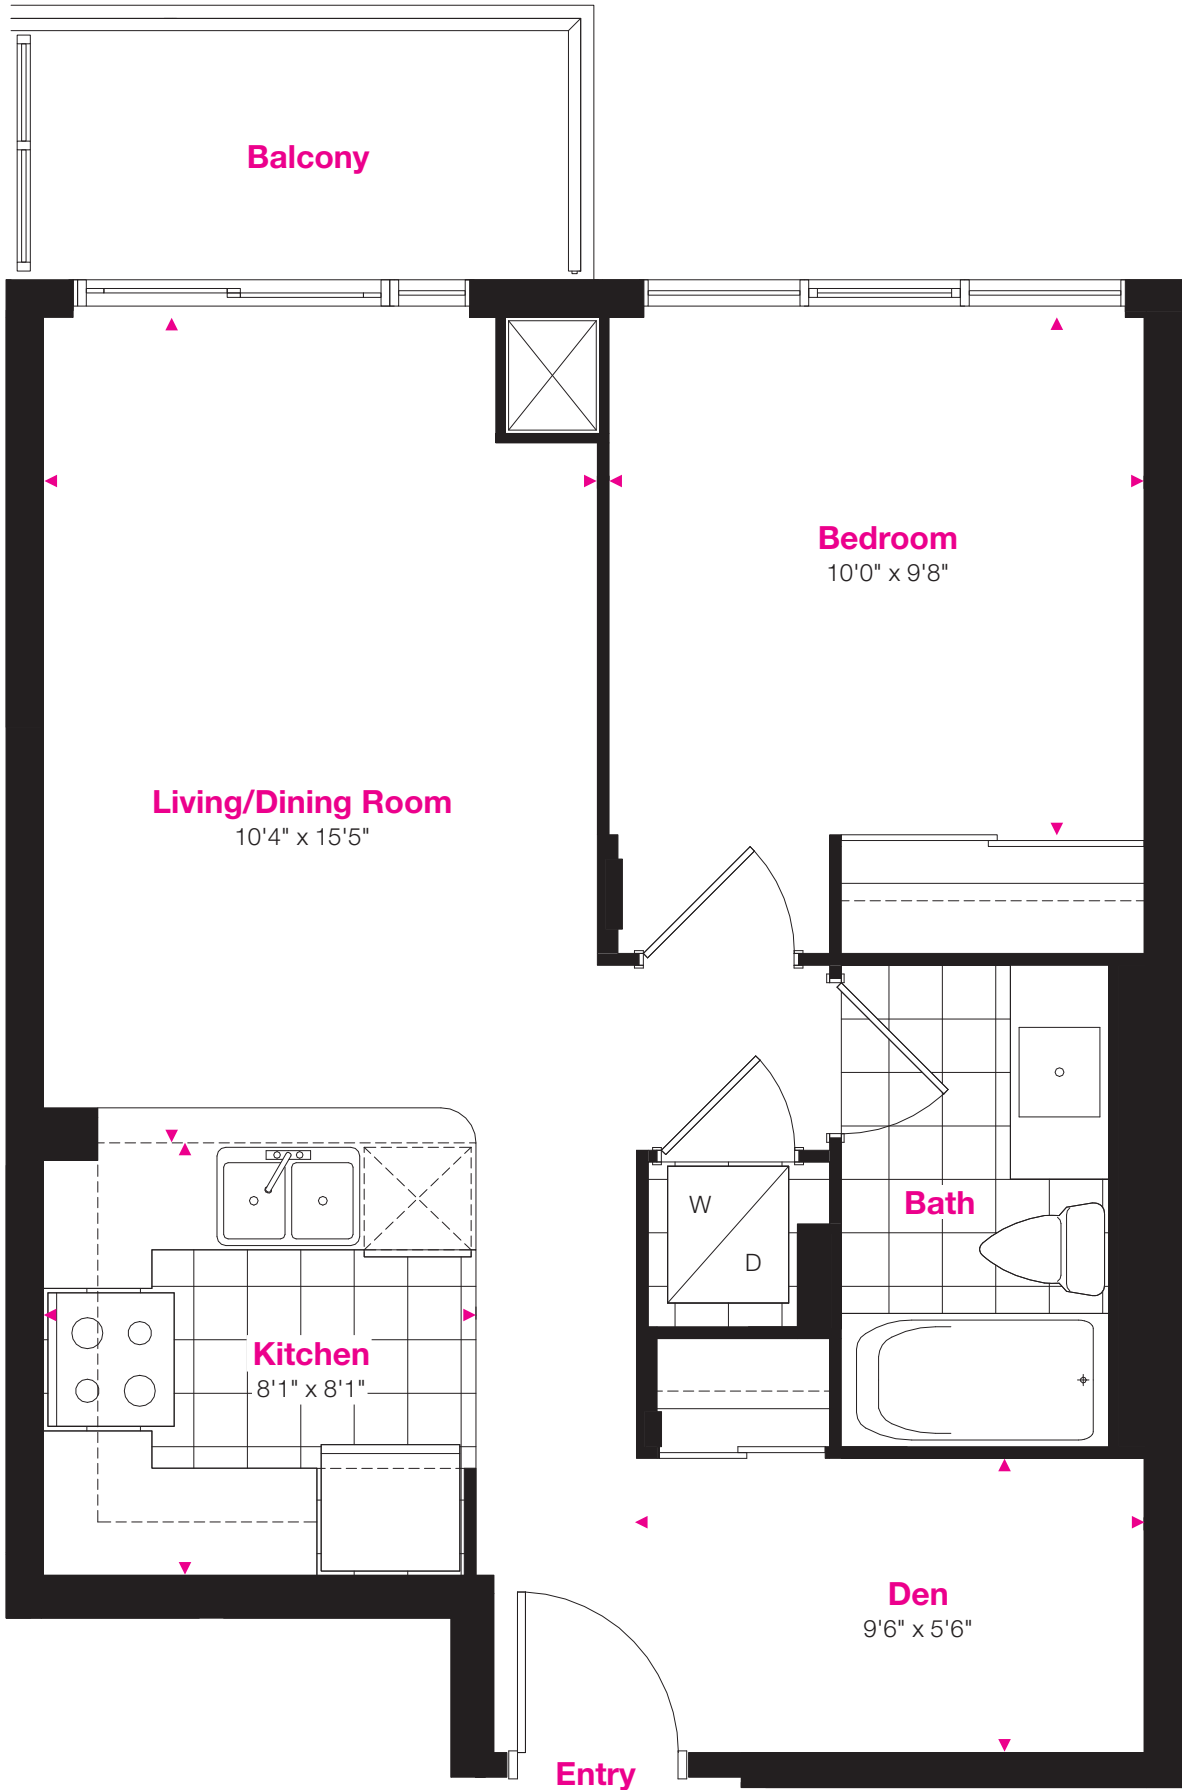 Balcony
Bedroom
10'0" x 9'8"
Living/Dining Room
10'4" x 15'5"
W
D
Bath
Kitchen
8'1" x 8'1"
Den
9'6" x 5'6"
Entry